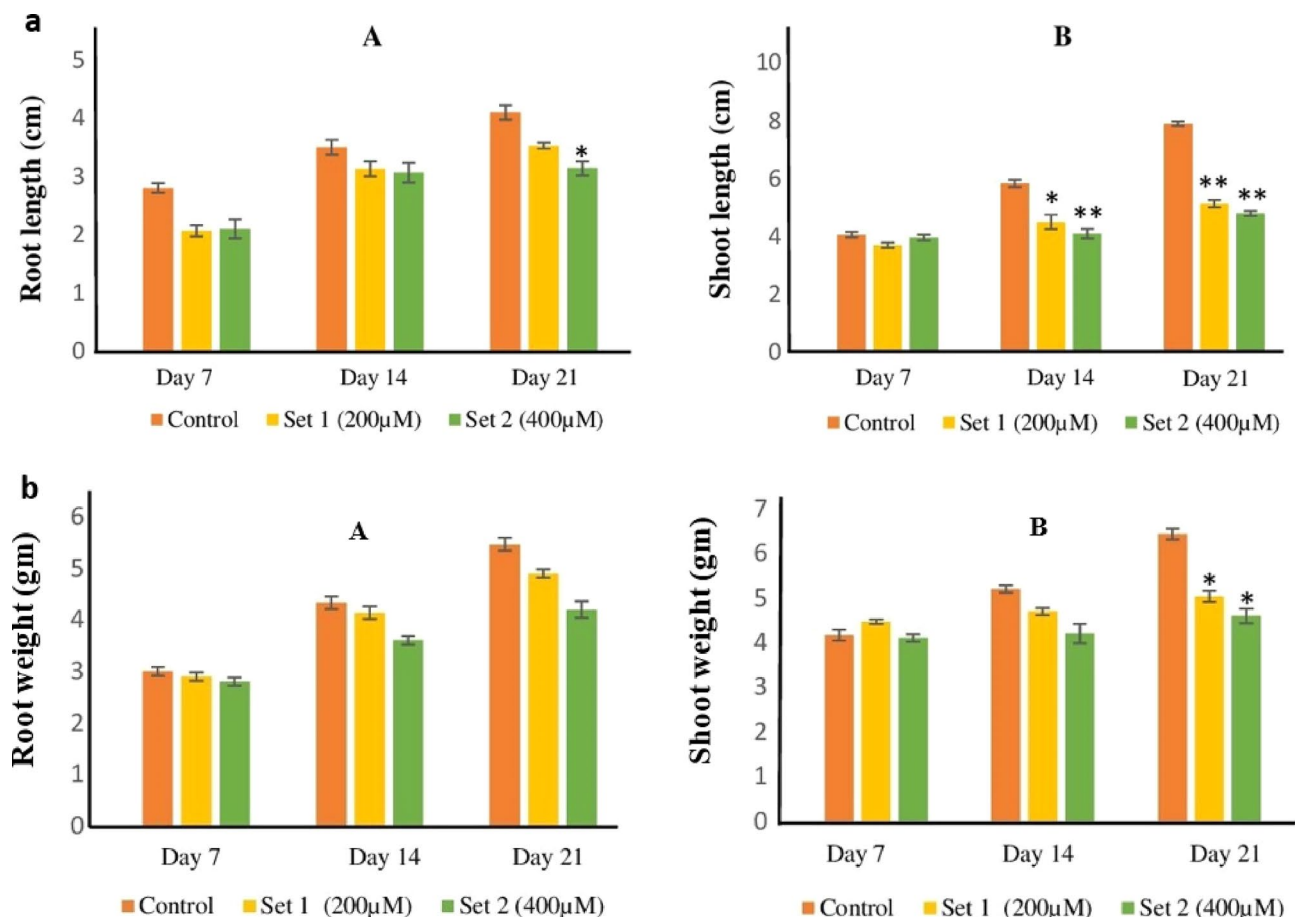 a
A
Root length (cm)
5
4
3
2
1
0
*
Day 7 Day 14 Day 21
Control Set 1 (200µM) Set 2 (400µM)
B
Shoot length (cm)
10
8
6
4
2
0
* ** ** **
Day 7 Day 14 Day 21
Control Set 1 (200µM) Set 2 (400µM)
b
A
Root weight (gm)
6
5
4
3
2
1
0
Day 7 Day 14 Day 21
Control Set 1 (200µM) Set 2 (400µM)
B
Shoot weight (gm)
7
6
5
4
3
2
1
0
* *
Day 7 Day 14 Day 21
Control Set 1 (200µM) Set 2 (400µM)